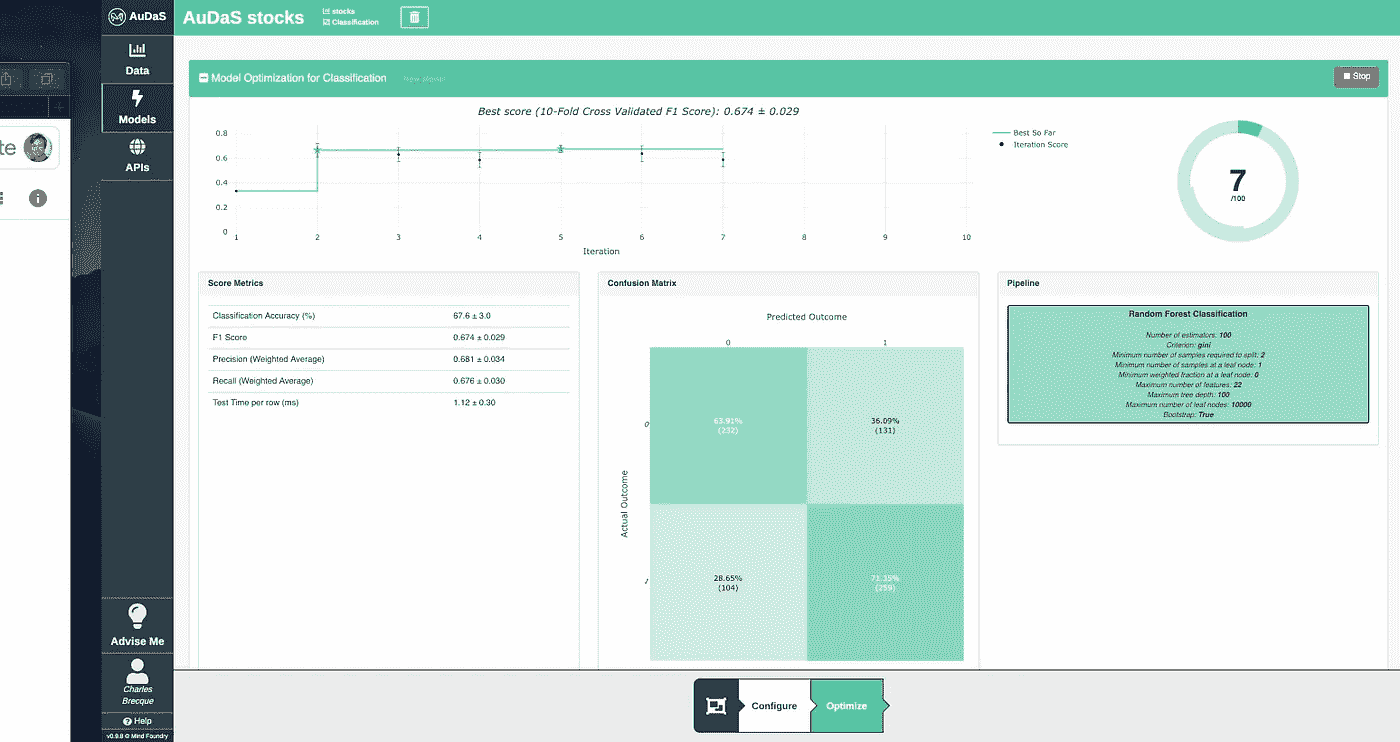 te
AuDaS
Data
Models
APIs
Advise Me
Charles
Brecque
Help
v0.9.8 @ Mind Foundry
AuDaS stocks
stocks
Classification
Model Optimization for Classification
Stop
Best score (10-Fold Cross Validated F1 Score): 0.674 ± 0.029
0.8
0.6
0.4
0.2
0
1 2 3 4 5 6 7 8 9 10
Iteration
Best So Far
Iteration Score
7
/100
Score Metrics
Classification Accuracy (%) 67.6 ± 3.0
F1 Score 0.674 ± 0.029
Precision (Weighted Average) 0.681 ± 0.034
Recall (Weighted Average) 0.676 ± 0.030
Test Time per row (ms) 1.12 ± 0.30
Confusion Matrix
Predicted Outcome
0 1
Actual Outcome
0
63.91% 36.09%
(232) (131)
1
28.65% 71.35%
(104) (259)
Pipeline
Random Forest Classification
Number of estimators: 100
Criterion: gini
Minimum number of samples required to split: 2
Minimum number of samples at a leaf node: 1
Minimum weighted fraction at a leaf node: 0
Maximum number of features: 22
Maximum tree depth: 100
Maximum number of leaf nodes: 10000
Bootstrap: True
Configure
Optimize